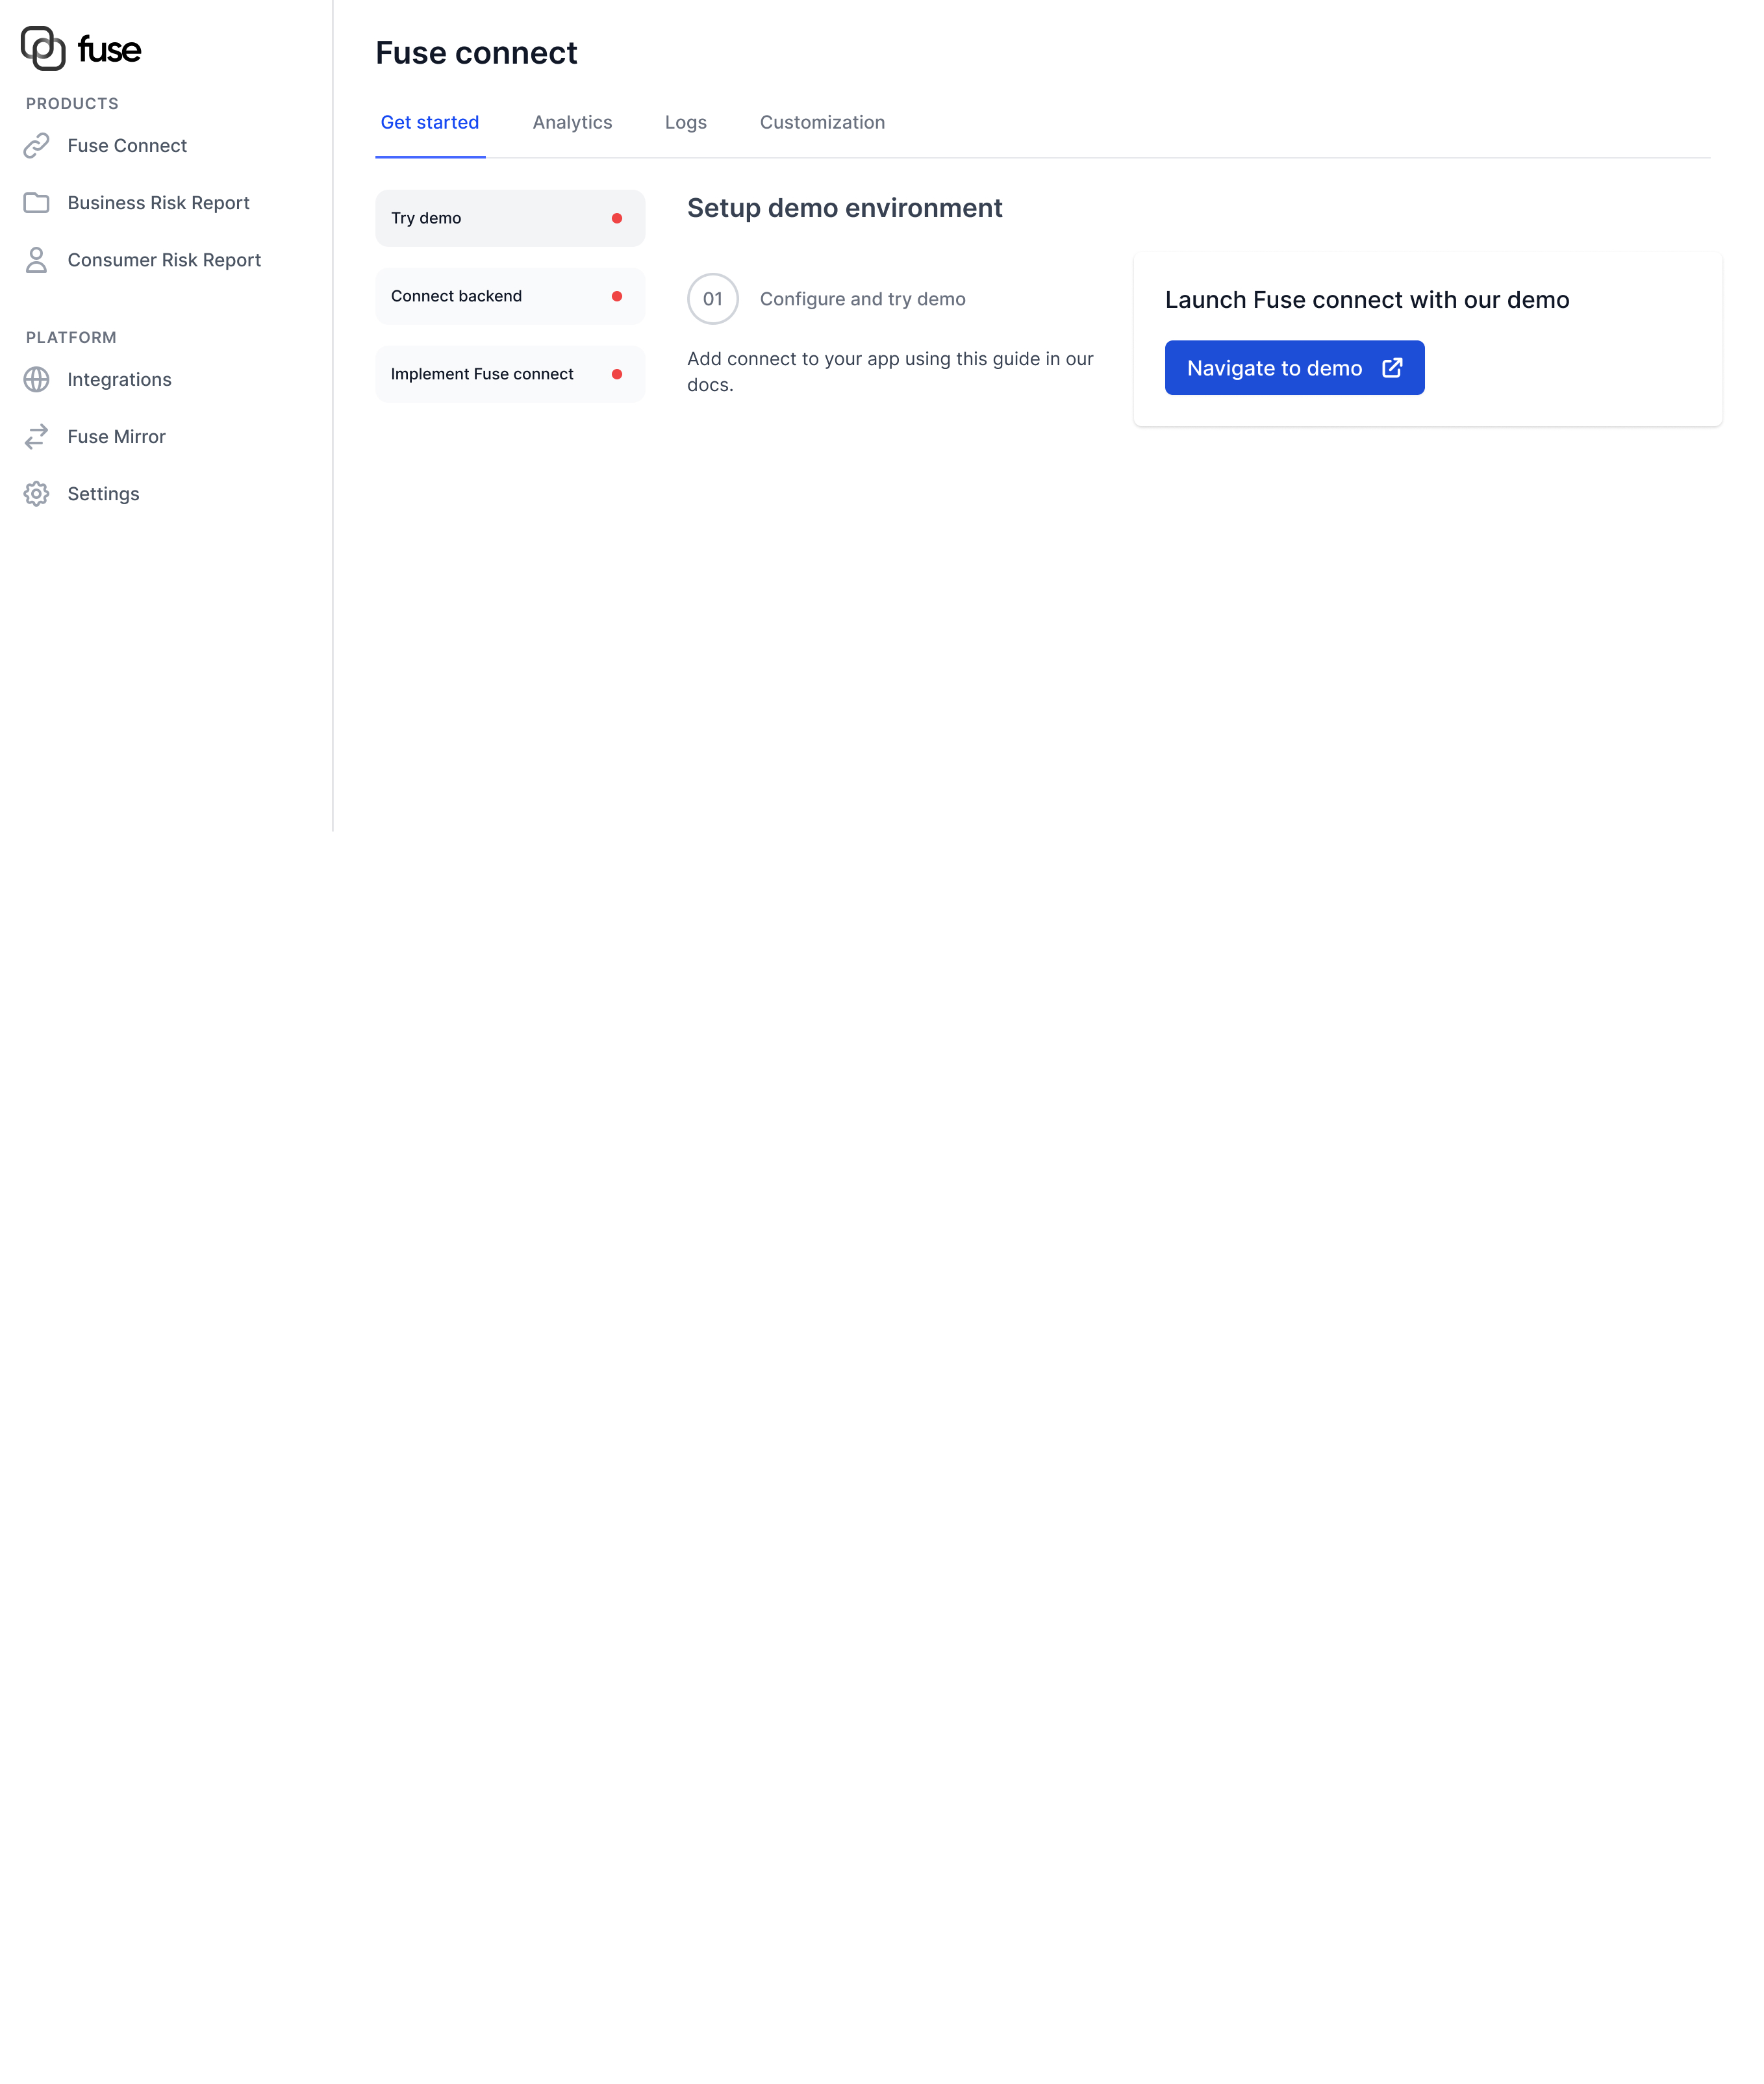 fuse
PRODUCTS
Fuse Connect
Business Risk Report
Consumer Risk Report
PLATFORM
Integrations
Fuse Mirror
Settings
Fuse connect
Get started
Analytics
Logs
Customization
Try demo
Connect backend
Implement Fuse connect
Setup demo environment
01
Configure and try demo
Add connect to your app using this guide in our
docs.
Launch Fuse connect with our demo
Navigate to demo